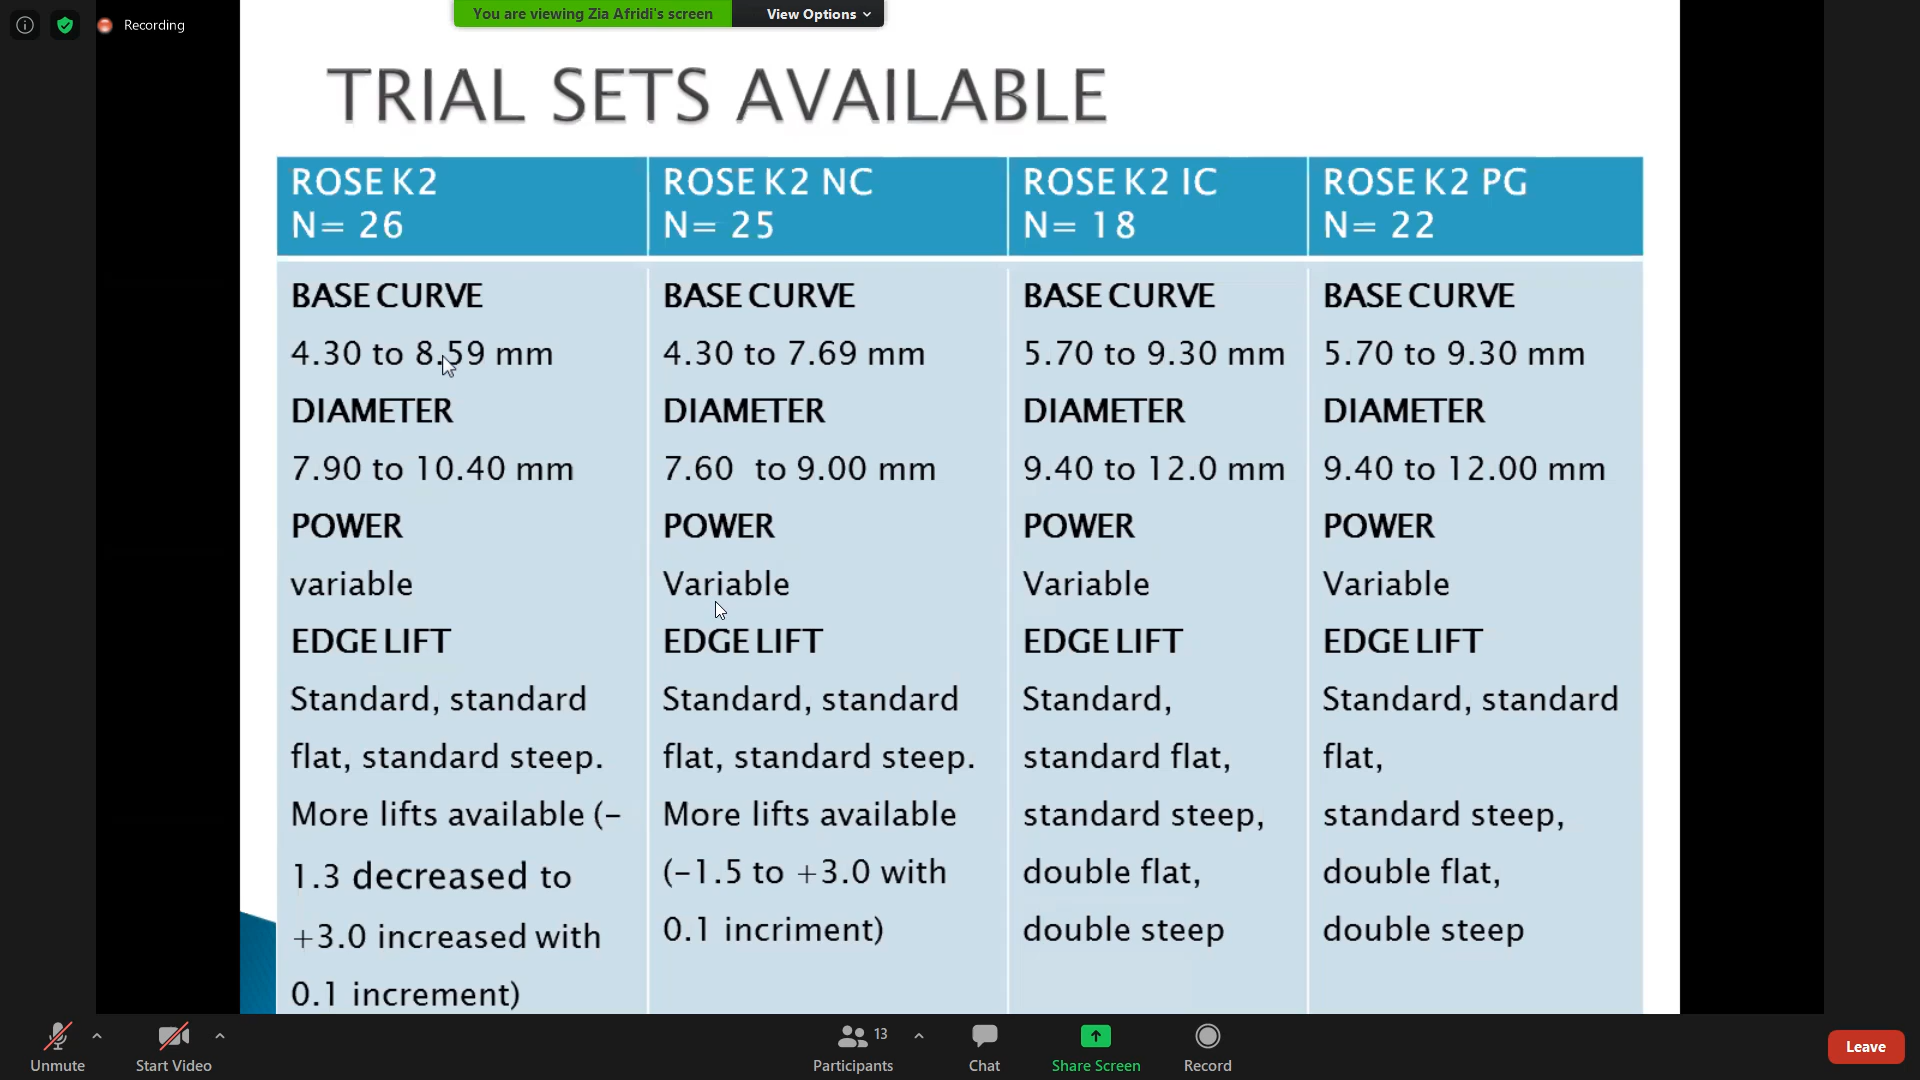 Recording
You are viewing Zia Afridi's screen
View Options
TRIAL SETS AVAILABLE
ROSE K2
N= 26
BASE CURVE
4.30 to 8.59 mm
DIAMETER
7.90 to 10.40 mm
POWER
variable
EDGE LIFT
Standard, standard
flat, standard steep.
More lifts available (-
1.3 decreased to
+3.0 increased with
0.1 increment)
ROSE K2 NC
N= 25
BASE CURVE
4.30 to 7.69 mm
DIAMETER
7.60 to 9.00 mm
POWER
Variable
EDGE LIFT
Standard, standard
flat, standard steep.
More lifts available
(-1.5 to +3.0 with
0.1 incriment)
ROSE K2 IC
N= 18
BASE CURVE
5.70 to 9.30 mm
DIAMETER
9.40 to 12.0 mm
POWER
Variable
EDGE LIFT
Standard,
standard flat,
standard steep,
double flat,
double steep
ROSE K2 PG
N= 22
BASE CURVE
5.70 to 9.30 mm
DIAMETER
9.40 to 12.00 mm
POWER
Variable
EDGE LIFT
Standard, standard
flat,
standard steep,
double flat,
double steep
Unmute
Start Video
13
Participants
Chat
Share Screen
Record
Leave